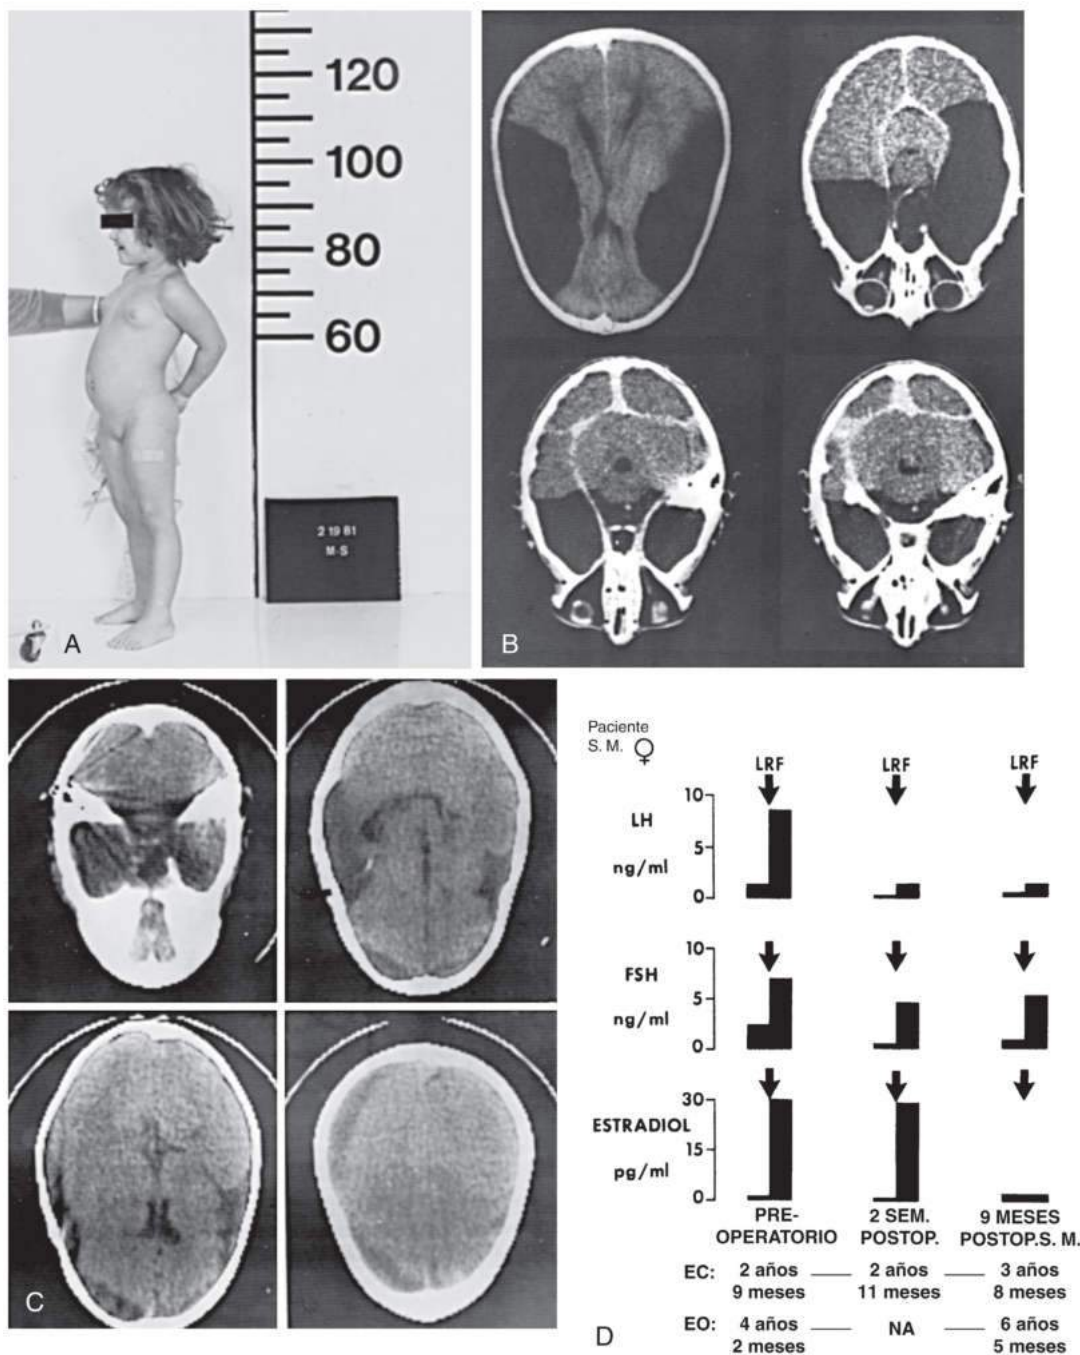 120
100
80
60
2 19 81
M-S
A
B
C
Paciente
S. M. ♀
LRF LRF LRF
10
LH
5
ng/ml
0
10
FSH
5
ng/ml
0
30
ESTRADIOL
15
pg/ml
0
PRE-
OPERATORIO
2 SEM.
POSTOP.
9 MESES
POSTOP.S. M.
EC: 2 años 2 años 3 años
9 meses 11 meses 8 meses
EO: 4 años NA 6 años
2 meses 5 meses
D